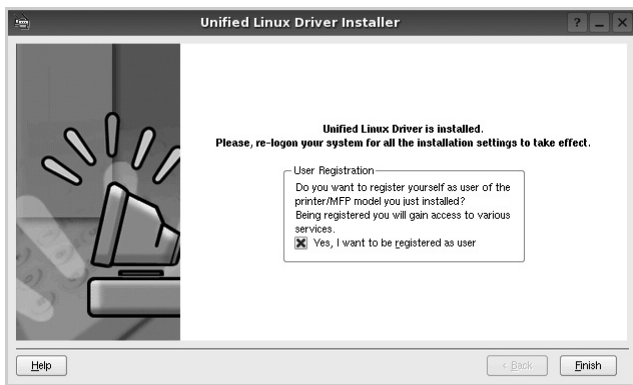 Unified Linux Driver Installer
Unified Linux Driver is installed.
Please, re-logon your system for all the installation settings to take effect.
User Registration
Do you want to register yourself as user of the
printer/MFP model you just installed?
Being registered you will gain access to various
services.
Yes, I want to be registered as user
Help
< Back
Finish